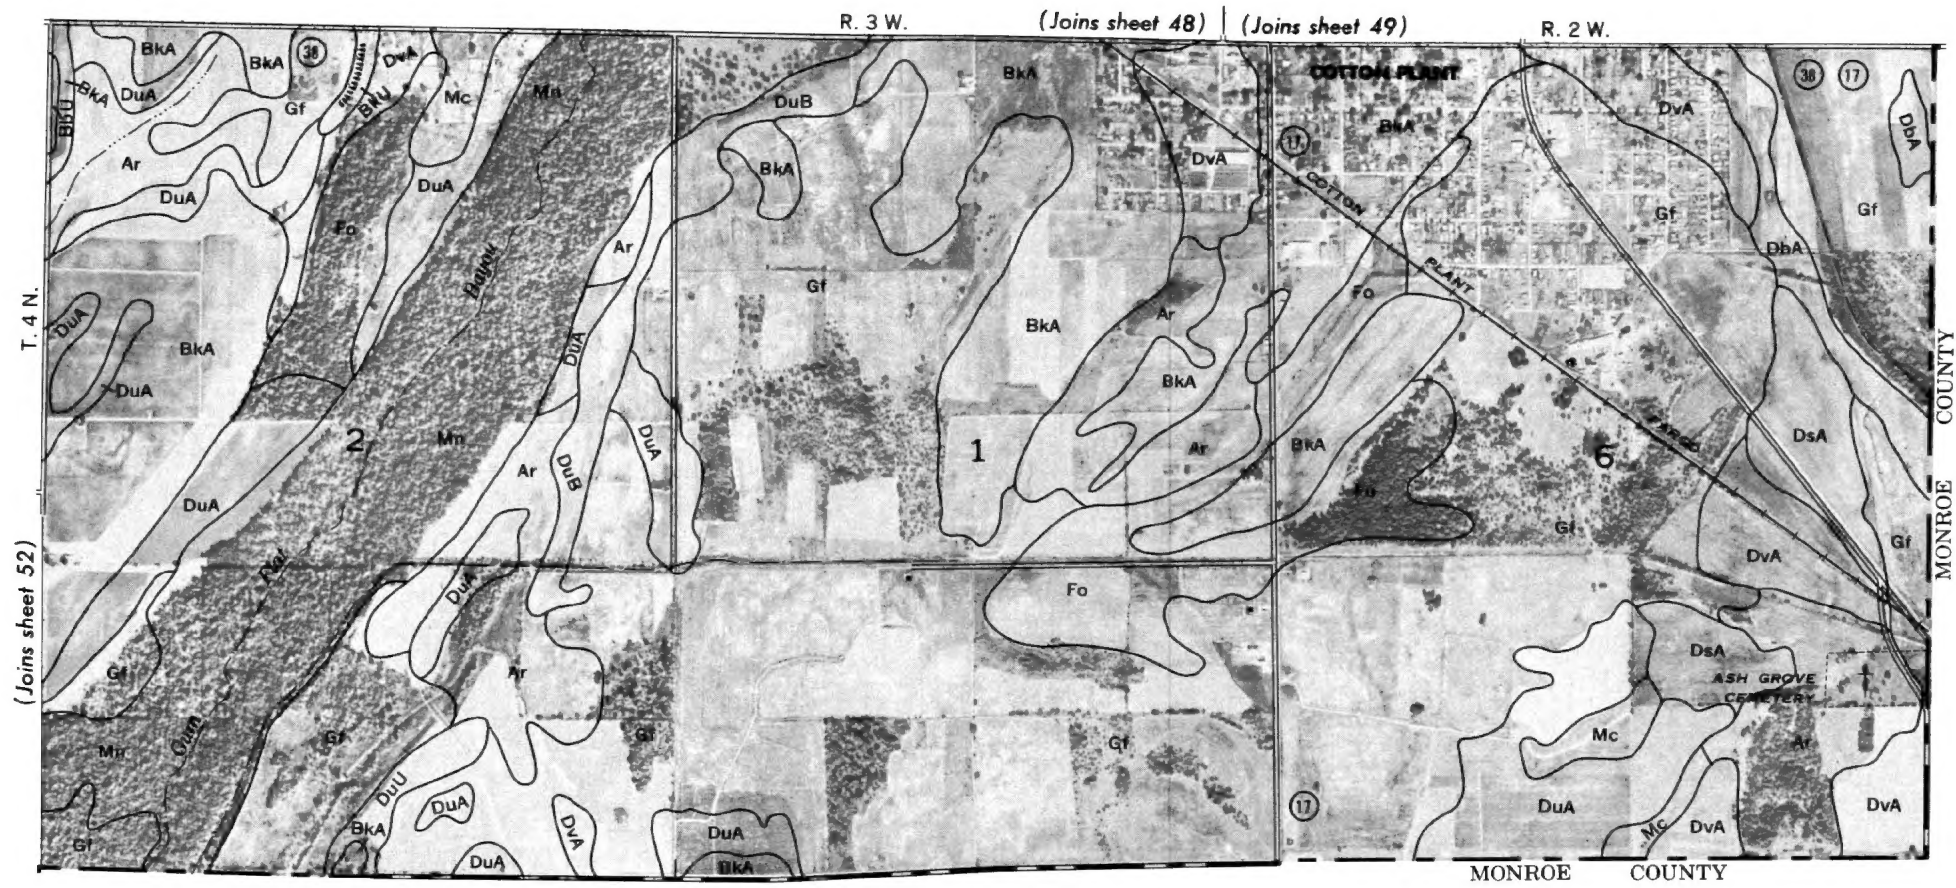 R. 3 W.
(Joins sheet 48)
(Joins sheet 49)
R. 2 W.
BkA
BkA
38
DvA
BkA
DuA
Gf
BkU
Mc
Mn
BbU
Ar
DuA
DuA
Fo
DuB
BkA
BkA
DvA
COTTON PLANT
17
BkA
DvA
38
17
DbA
Gf
Gf
DbA
Ar
Bayou
Gf
COTTON
PLANT
FARGO
T. 4 N.
DuA
BkA
DuA
DuA
BkA
Ar
BkA
Fo
MONROE COUNTY
2
Mn
Ar
DuB
DuA
1
Ar
BkA
6
DsA
DuA
Fo
Gf
DvA
Gf
(Joins sheet 52)
Flat
DuA
Fo
Gf
Ar
DsA
ASH GROVE
CEMETERY
Mn
Gum
Gf
Gf
Gf
Mc
Ar
DuU
DuA
DvA
17
DuA
DvA
Gf
BkA
DuA
DuA
BkA
Mc
DvA
MONROE COUNTY